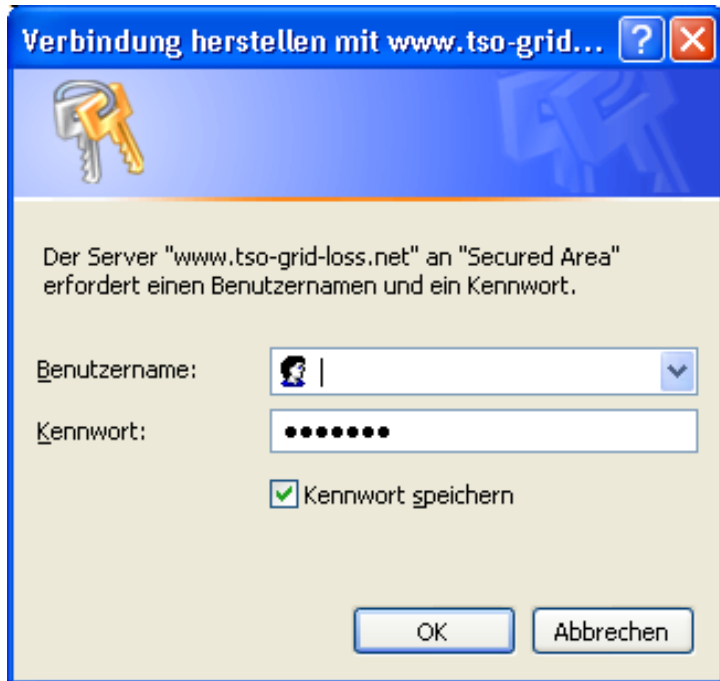 Verbindung herstellen mit www.tso-grid...
Der Server "www.tso-grid-loss.net" an "Secured Area"
erfordert einen Benutzernamen und ein Kennwort.
Benutzername:
Kennwort:
●●●●●●●
Kennwort speichern
OK
Abbrechen